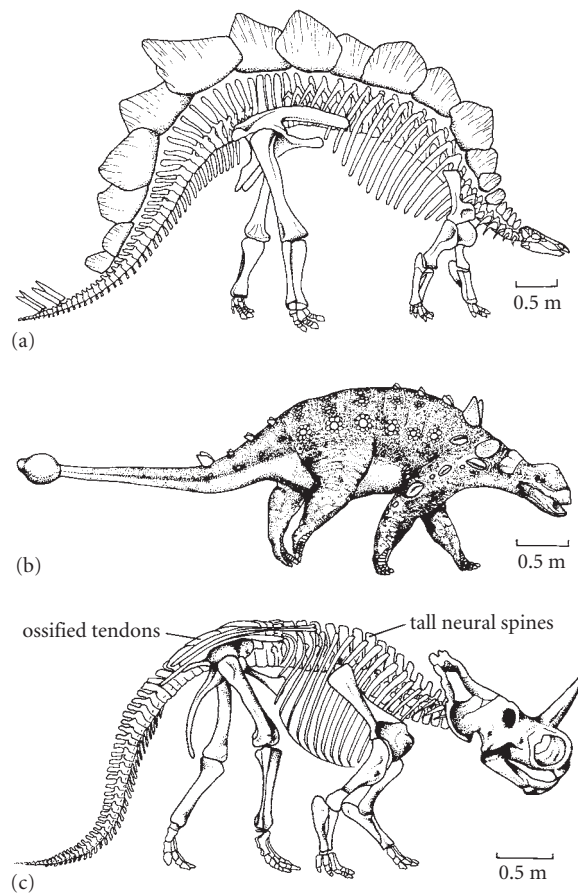 0.5 m
(a)
0.5 m
(b)
ossified tendons
tall neural spines
0.5 m
(c)